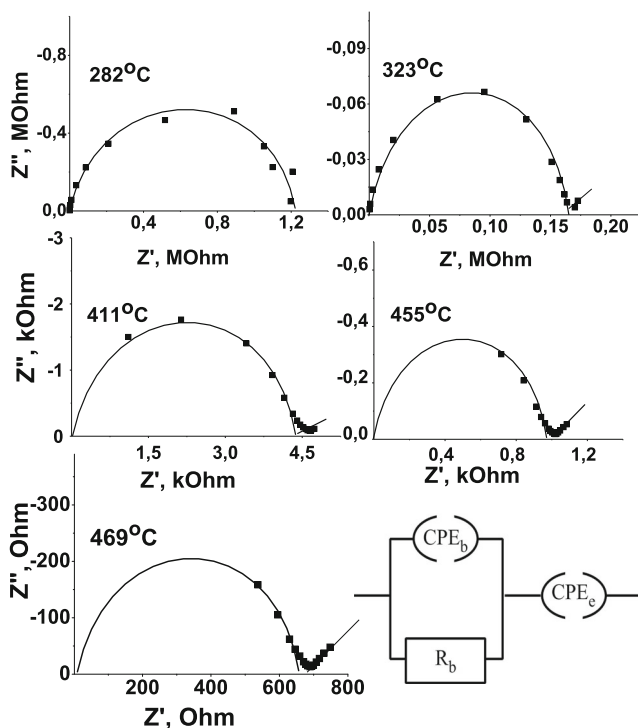 Z", MOhm
-0,8
-0,4
0,0
282°C
0,4
0,8
1,2
Z', MOhm
-0,09
-0,06
-0,03
0,00
323°C
0,05
0,10
0,15
0,20
Z', MOhm
Z", kOhm
-3
-2
-1
0
411°C
1,5
3,0
4,5
Z', kOhm
-0,6
-0,4
-0,2
0,0
455°C
0,4
0,8
1,2
Z', kOhm
Z", Ohm
-300
-200
-100
0
469°C
0
200
400
600
800
Z', Ohm
CPEb
CPEe
Rb